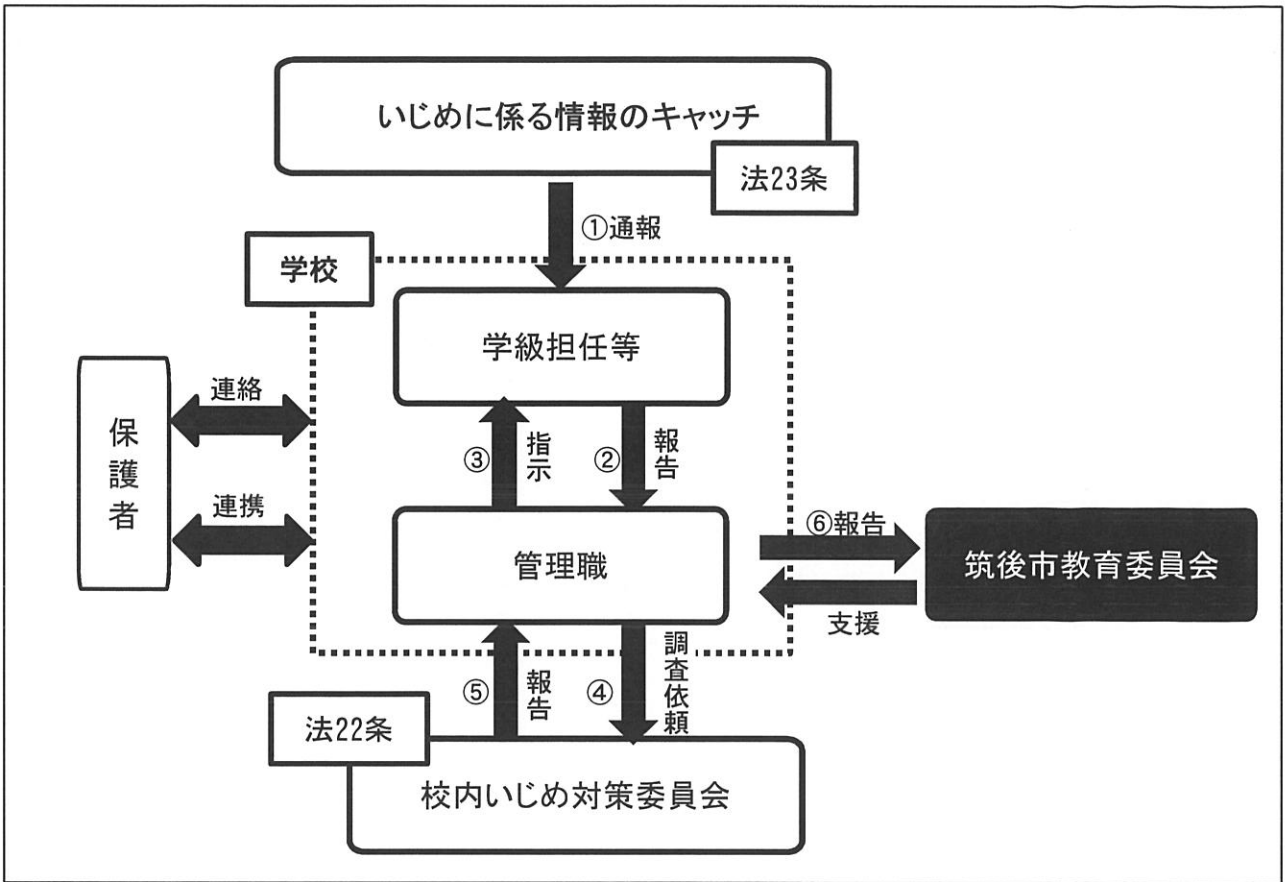 いじめに係る情報のキャッチ
法23条
①通報
学校
学級担任等
保護者
連絡
連携
③
指示
②
報告
管理職
⑥報告
支援
筑後市教育委員会
⑤
報告
④
調査依頼
法22条
校内いじめ対策委員会